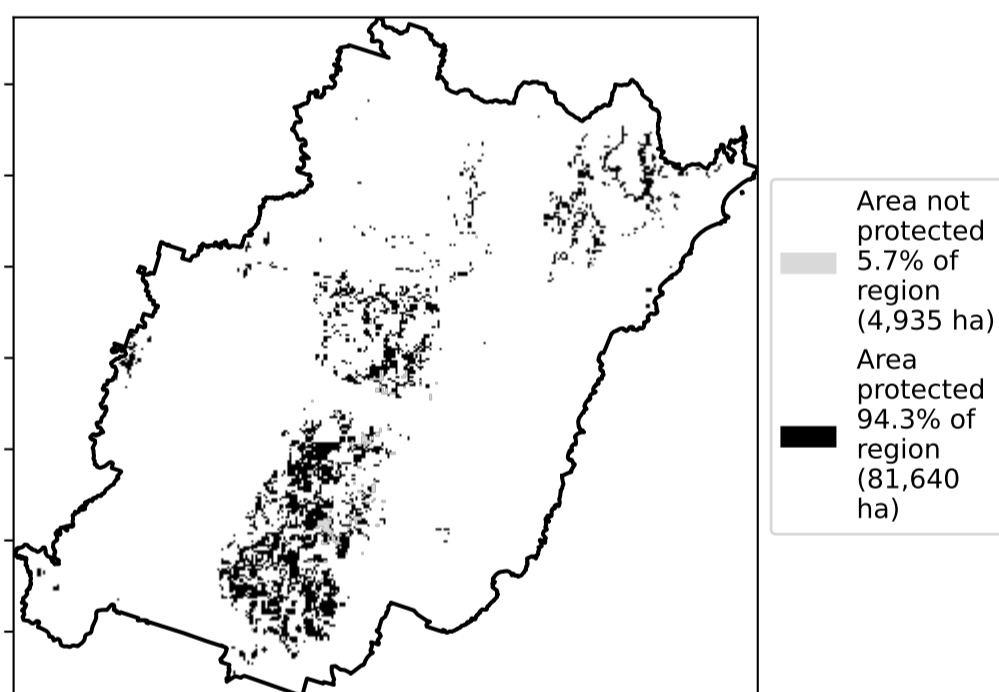 Area not
protected
5.7% of
region
(4,935 ha)
Area
protected
94.3% of
region
(81,640
ha)